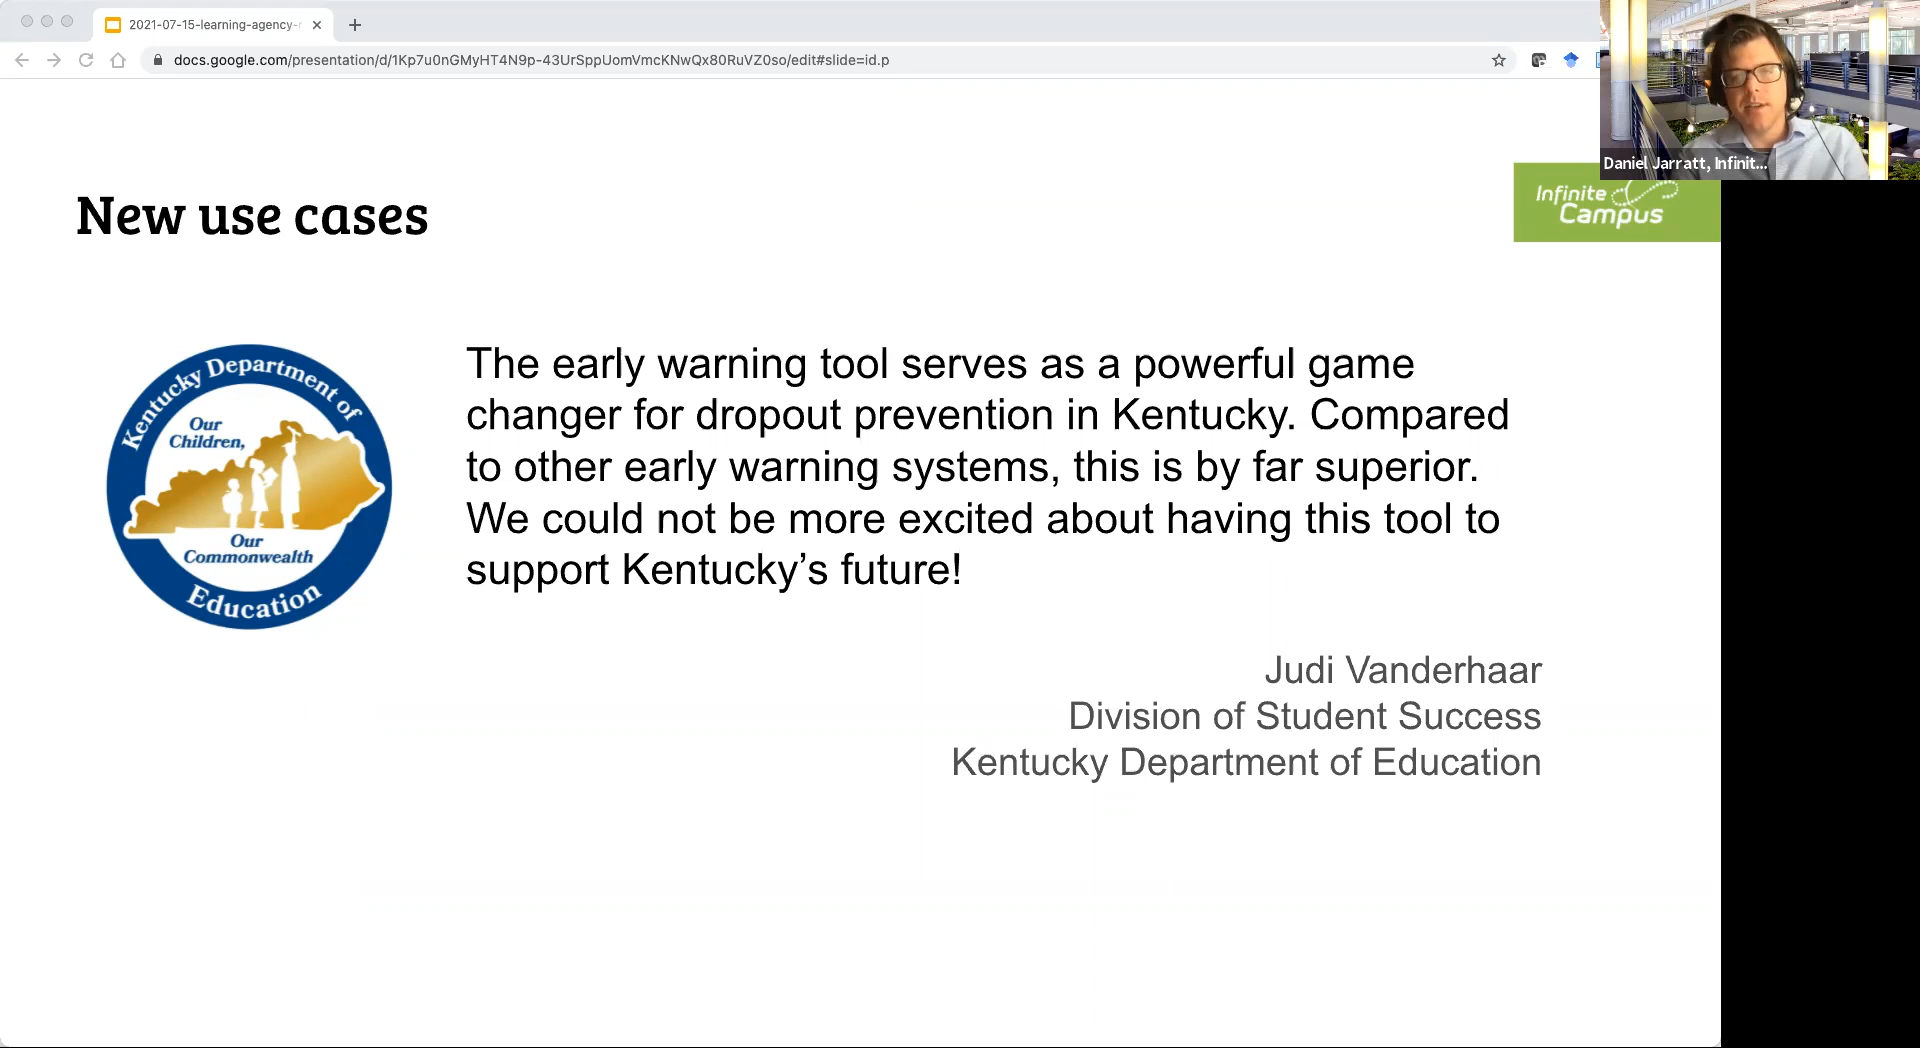 2021-07-15-learning-agency-
docs.google.com/presentation/d/1Kp7u0nGMyHT4N9p-43UrSppUomVmcKNwQx80RuVZ0so/edit#slide=id.p
Daniel Jarratt, Infinit...
Infinite
Campus
New use cases
Kentucky Department of
Our
Children,
Our
Commonwealth
Education
The early warning tool serves as a powerful game
changer for dropout prevention in Kentucky. Compared
to other early warning systems, this is by far superior.
We could not be more excited about having this tool to
support Kentucky’s future!
Judi Vanderhaar
Division of Student Success
Kentucky Department of Education